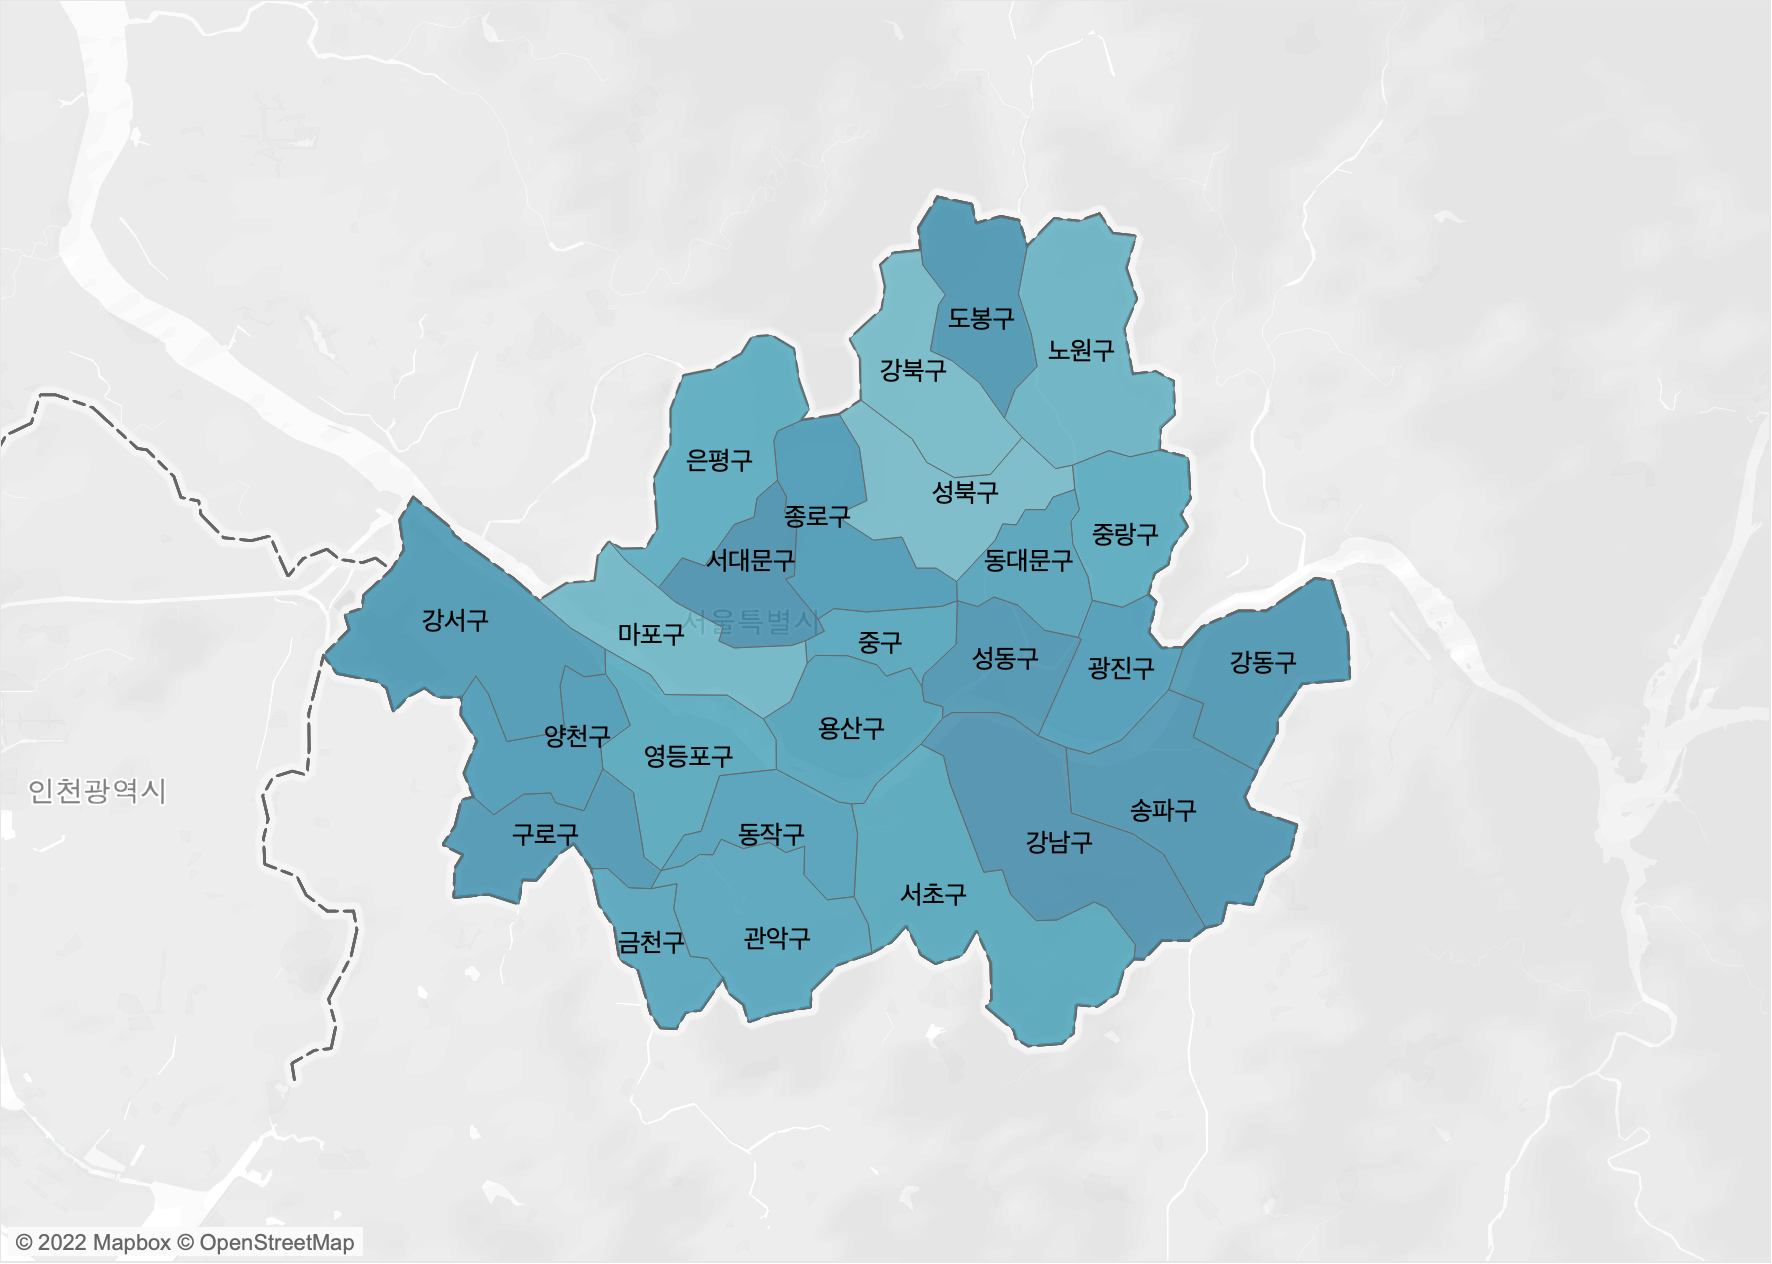 도봉구
노원구
강북구
은평구
성북구
종로구
중랑구
서대문구
동대문구
강서구
서울특별시
마포구
중구
성동구
광진구
강동구
용산구
양천구
영등포구
인천광역시
송파구
구로구
동작구
강남구
서초구
금천구
관악구
© 2022 Mapbox © OpenStreetMap